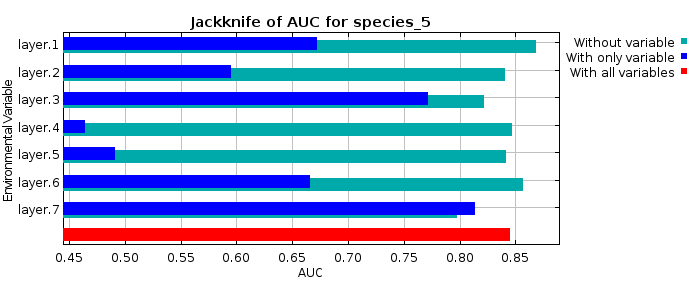 Jackknife of AUC for species_5
layer.1
layer.2
layer.3
layer.4
layer.5
layer.6
layer.7
Environmental Variable
0.45 0.50 0.55 0.60 0.65 0.70 0.75 0.80 0.85
AUC
Without variable
With only variable
With all variables